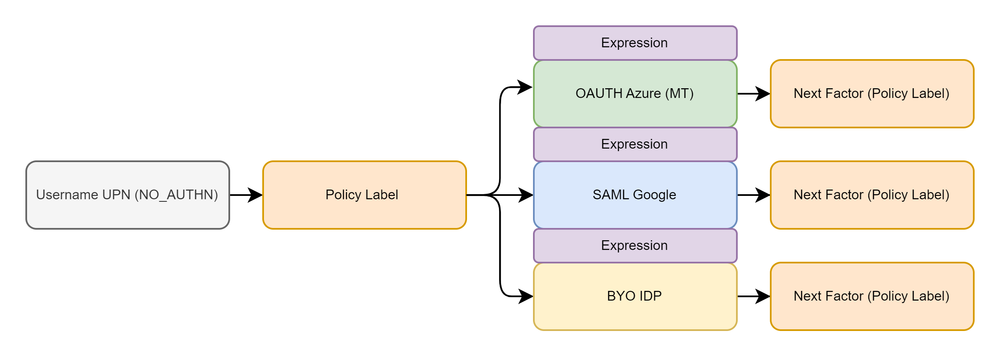 Expression
OAUTH Azure (MT)
Next Factor (Policy Label)
Expression
Username UPN (NO_AUTHN)
Policy Label
SAML Google
Next Factor (Policy Label)
Expression
BYO IDP
Next Factor (Policy Label)